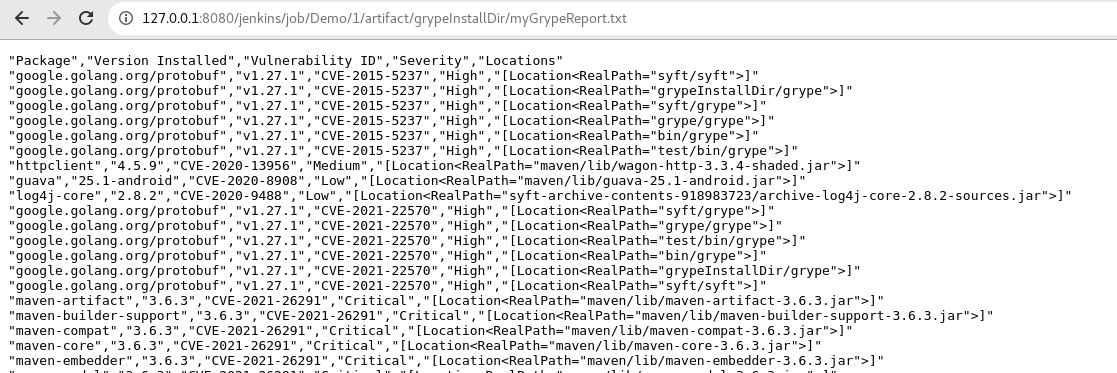 127.0.0.1:8080/jenkins/job/Demo/1/artifact/grypeInstallDir/myGrypeReport.txt
"Package","Version Installed","Vulnerability ID","Severity","Locations"
"google.golang.org/protobuf","v1.27.1","CVE-2015-5237","High","[Location<RealPath="syft/syft">]"
"google.golang.org/protobuf","v1.27.1","CVE-2015-5237","High","[Location<RealPath="grypeInstallDir/grype">]"
"google.golang.org/protobuf","v1.27.1","CVE-2015-5237","High","[Location<RealPath="syft/grype">]"
"google.golang.org/protobuf","v1.27.1","CVE-2015-5237","High","[Location<RealPath="grype/grype">]"
"google.golang.org/protobuf","v1.27.1","CVE-2015-5237","High","[Location<RealPath="bin/grype">]"
"google.golang.org/protobuf","v1.27.1","CVE-2015-5237","High","[Location<RealPath="test/bin/grype">]"
"httpclient","4.5.9","CVE-2020-13956","Medium","[Location<RealPath="maven/lib/wagon-http-3.3.4-shaded.jar">]"
"guava","25.1-android","CVE-2020-8908","Low","[Location<RealPath="maven/lib/guava-25.1-android.jar">]"
"log4j-core","2.8.2","CVE-2020-9488","Low","[Location<RealPath="syft-archive-contents-918983723/archive-log4j-core-2.8.2-sources.jar">]"
"google.golang.org/protobuf","v1.27.1","CVE-2021-22570","High","[Location<RealPath="syft/grype">]"
"google.golang.org/protobuf","v1.27.1","CVE-2021-22570","High","[Location<RealPath="grype/grype">]"
"google.golang.org/protobuf","v1.27.1","CVE-2021-22570","High","[Location<RealPath="test/bin/grype">]"
"google.golang.org/protobuf","v1.27.1","CVE-2021-22570","High","[Location<RealPath="bin/grype">]"
"google.golang.org/protobuf","v1.27.1","CVE-2021-22570","High","[Location<RealPath="grypeInstallDir/grype">]"
"google.golang.org/protobuf","v1.27.1","CVE-2021-22570","High","[Location<RealPath="syft/syft">]"
"maven-artifact","3.6.3","CVE-2021-26291","Critical","[Location<RealPath="maven/lib/maven-artifact-3.6.3.jar">]"
"maven-builder-support","3.6.3","CVE-2021-26291","Critical","[Location<RealPath="maven/lib/maven-builder-support-3.6.3.jar">]"
"maven-compat","3.6.3","CVE-2021-26291","Critical","[Location<RealPath="maven/lib/maven-compat-3.6.3.jar">]"
"maven-core","3.6.3","CVE-2021-26291","Critical","[Location<RealPath="maven/lib/maven-core-3.6.3.jar">]"
"maven-embedder","3.6.3","CVE-2021-26291","Critical","[Location<RealPath="maven/lib/maven-embedder-3.6.3.jar">]"